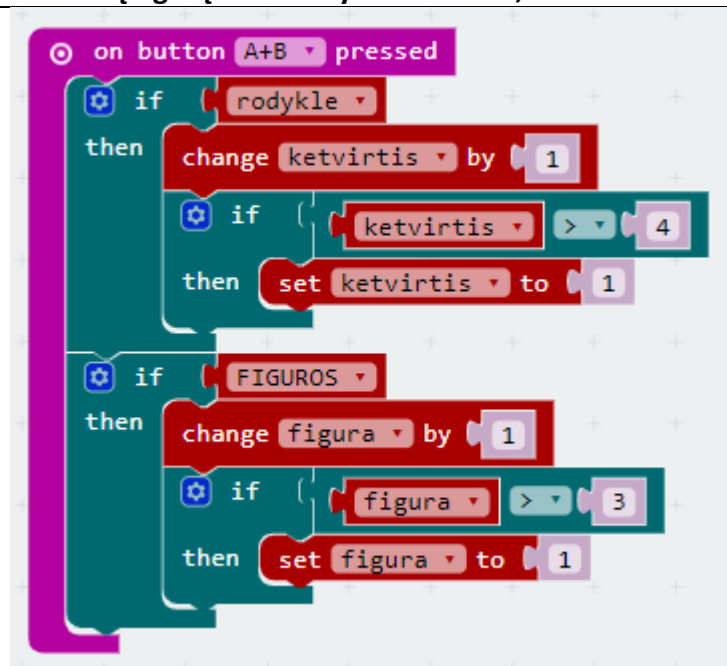 on button A+B pressed
if rodykle
then change ketvirtis by 1
if ketvirtis > 4
then set ketvirtis to 1
if FIGUROS
then change figura by 1
if figura > 3
then set figura to 1